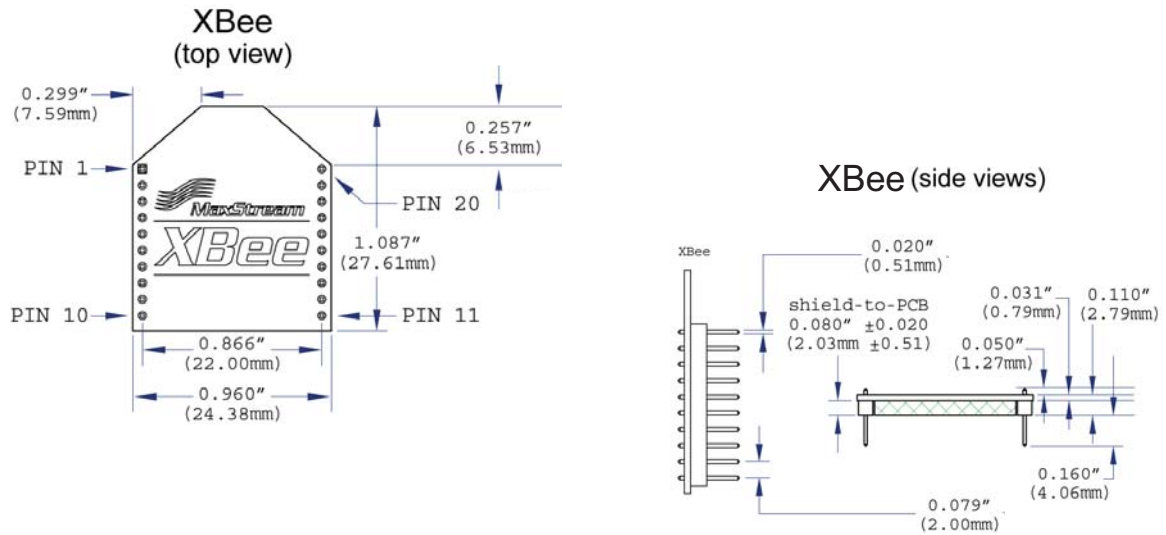 XBee
(top view)
0.299″
(7.59mm)
0.257″
(6.53mm)
PIN 1
PIN 20
MaxStream
XBee
1.087″
(27.61mm)
PIN 10
PIN 11
0.866″
(22.00mm)
0.960″
(24.38mm)
XBee (side views)
XBee
0.020″
(0.51mm)
shield-to-PCB
0.080″ ±0.020
(2.03mm ±0.51)
0.031″
(0.79mm)
0.110″
(2.79mm)
0.050″
(1.27mm)
0.160″
(4.06mm)
0.079″
(2.00mm)